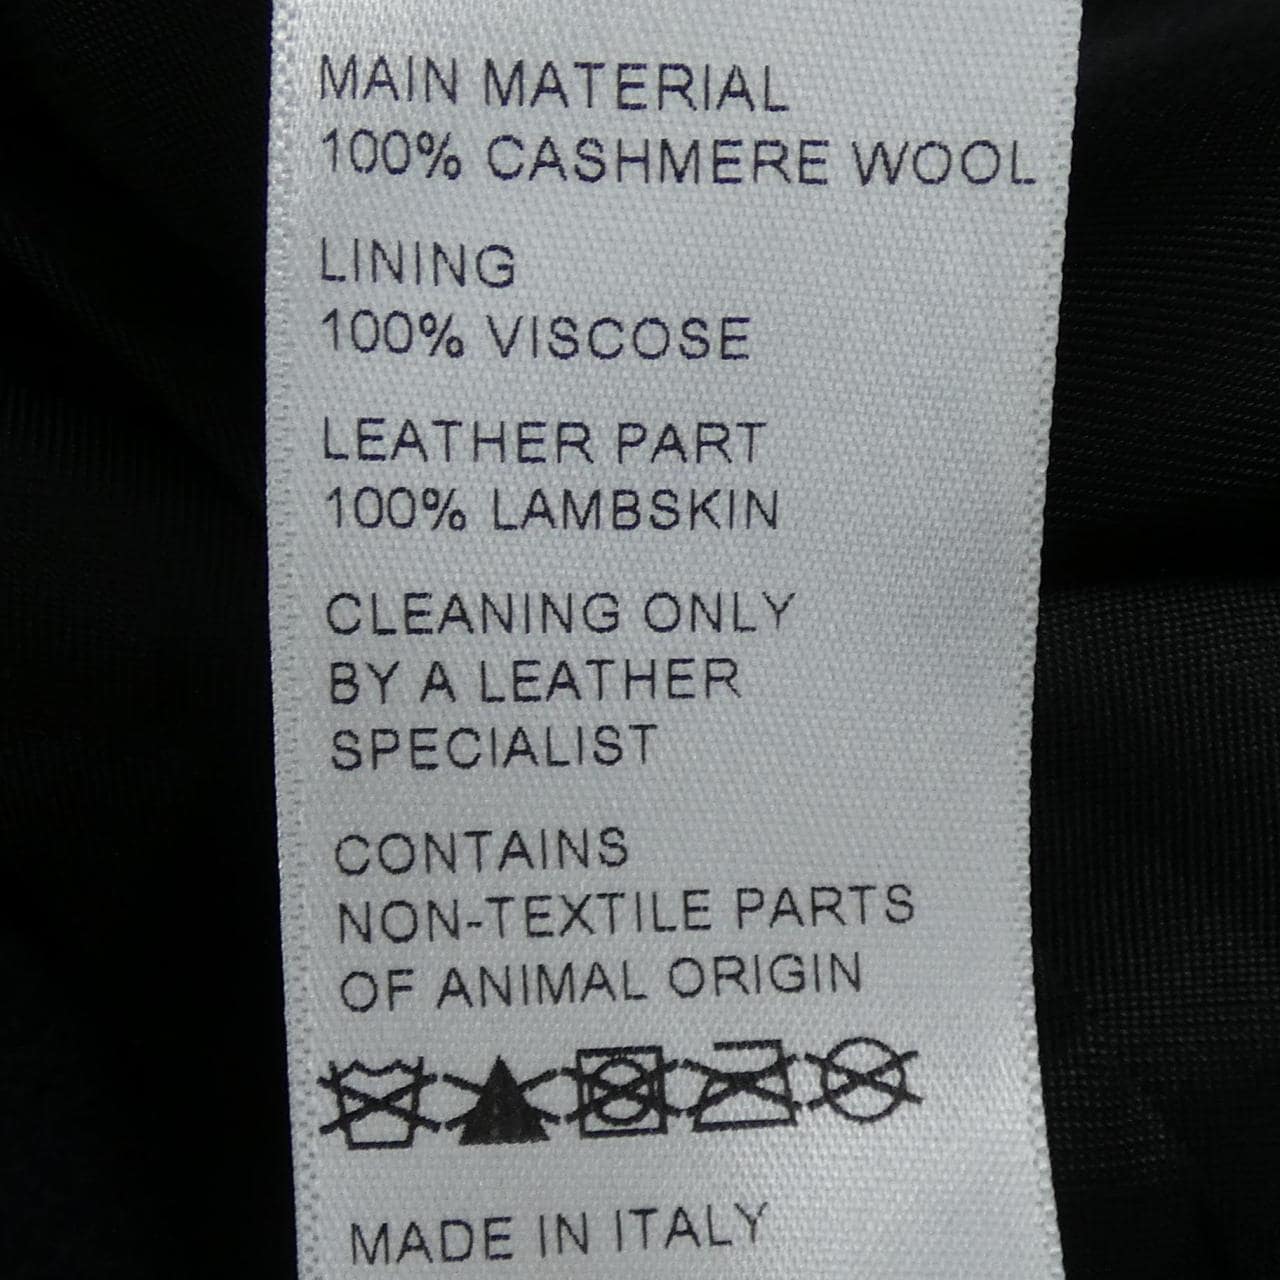 MAIN MATERIAL
100% CASHMERE WOOL
LINING
100% VISCOSE
LEATHER PART
100% LAMBSKIN
CLEANING ONLY
BY A LEATHER
SPECIALIST
CONTAINS
NON-TEXTILE PARTS
OF ANIMAL ORIGIN
MADE IN ITALY